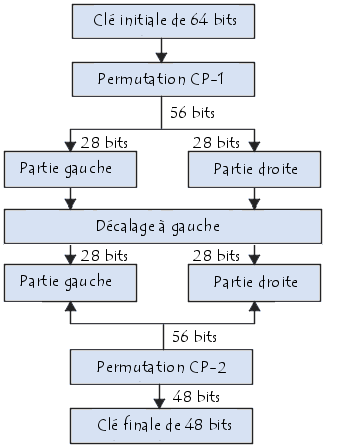 Clé initiale de 64 bits
Permutation CP-1
56 bits
28 bits 28 bits
Partie gauche Partie droite
Décalage à gauche
28 bits 28 bits
Partie gauche Partie droite
56 bits
Permutation CP-2
48 bits
Clé finale de 48 bits